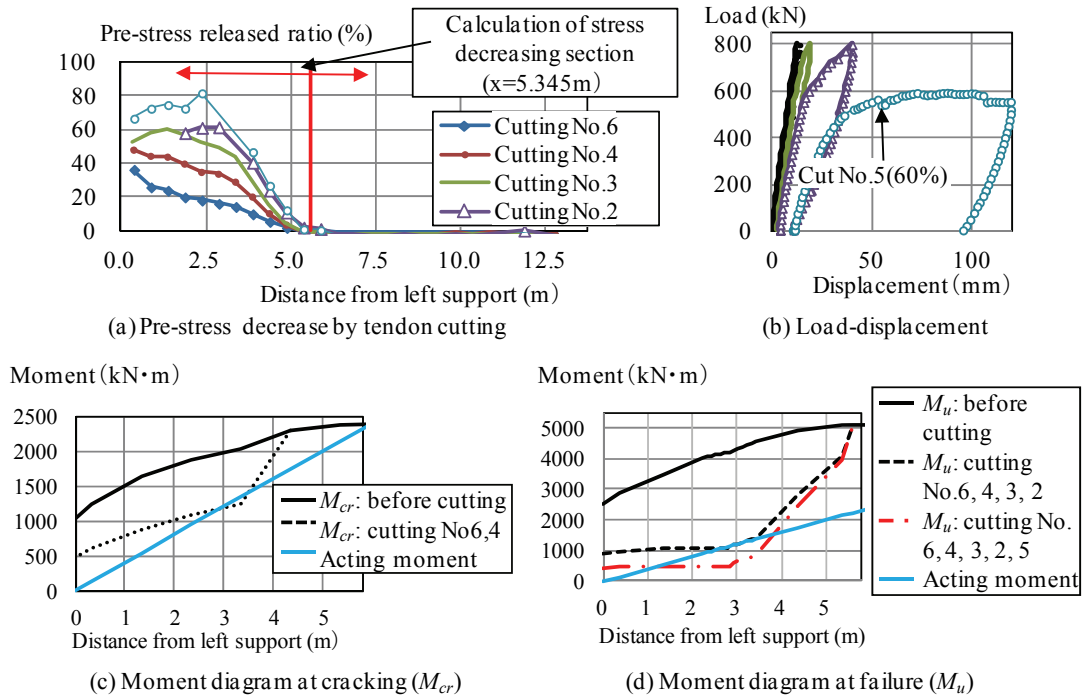 Pre-stress released ratio (%)
Calculation of stress
decreasing section
(x=5.345m)
100
80
60
40
20
0
Cutting No.6
Cutting No.4
Cutting No.3
Cutting No.2
0.0 2.5 5.0 7.5 10.0 12.5
Distance from left support (m)
(a) Pre-stress decrease by tendon cutting
Load (kN)
800
600
400
200
0
Cut No.5(60%)
0 50 100
Displacement (mm)
(b) Load-displacement
Moment (kN・m)
2500
2000
1500
1000
500
0
Mcr: before cutting
Mcr: cutting No6,4
Acting moment
0 1 2 3 4 5
Distance from left support (m)
(c) Moment diagram at cracking (Mcr)
Moment (kN・m)
5000
4000
3000
2000
1000
0
0 1 2 3 4 5
Distance from left support (m)
Mu: before
cutting
Mu: cutting
No.6, 4, 3, 2
Mu: cutting No.
6, 4, 3, 2, 5
Acting moment
(d) Moment diagram at failure (Mu)